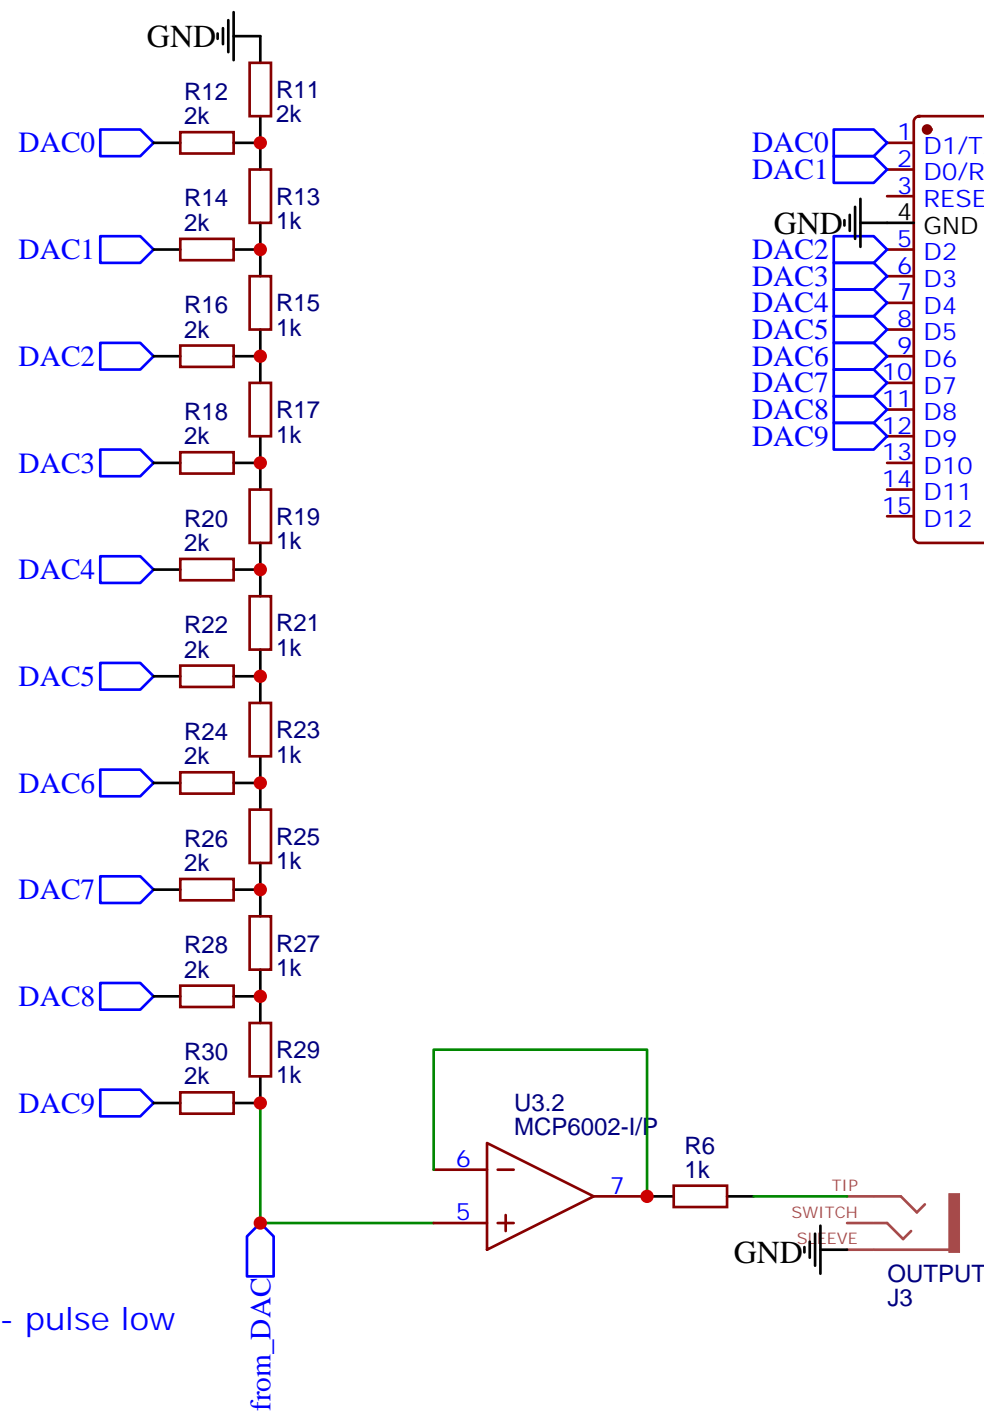 GND
R11
2k
R12
2k
DAC0
R13
1k
R14
2k
DAC1
R15
1k
R16
2k
DAC2
R17
1k
R18
2k
DAC3
R19
1k
R20
2k
DAC4
R21
1k
R22
2k
DAC5
R23
1k
R24
2k
DAC6
R25
1k
R26
2k
DAC7
R27
1k
R28
2k
DAC8
R29
1k
R30
2k
DAC9
from_DAC
- pulse low
U3.2
MCP6002-I/P
6
-
5
+
7
R6
1k
TIP
SWITCH
SLEEVE
GND
OUTPUT
J3
DAC0 1 D1/T
DAC1 2 D0/R
3 RESE
GND 4 GND
DAC2 5 D2
DAC3 6 D3
DAC4 7 D4
DAC5 8 D5
DAC6 9 D6
DAC7 10 D7
DAC8 11 D8
DAC9 12 D9
13 D10
14 D11
15 D12